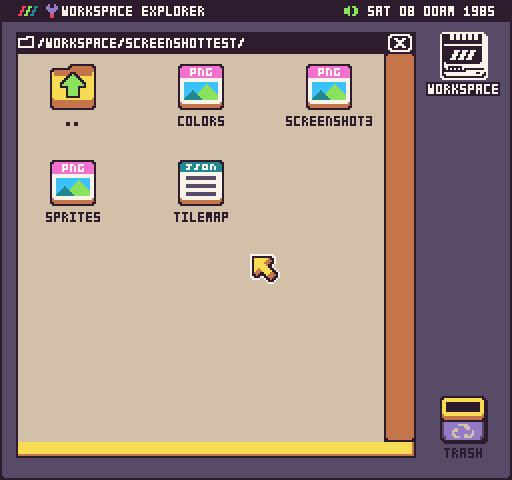 WORKSPACE EXPLORER
SAT 08 00AM 1985
/WORKSPACE/SCREENSHOTTEST/
WORKSPACE
PNG
PNG
..
COLORS
SCREENSHOT3
PNG
JSON
SPRITES
TILEMAP
TRASH